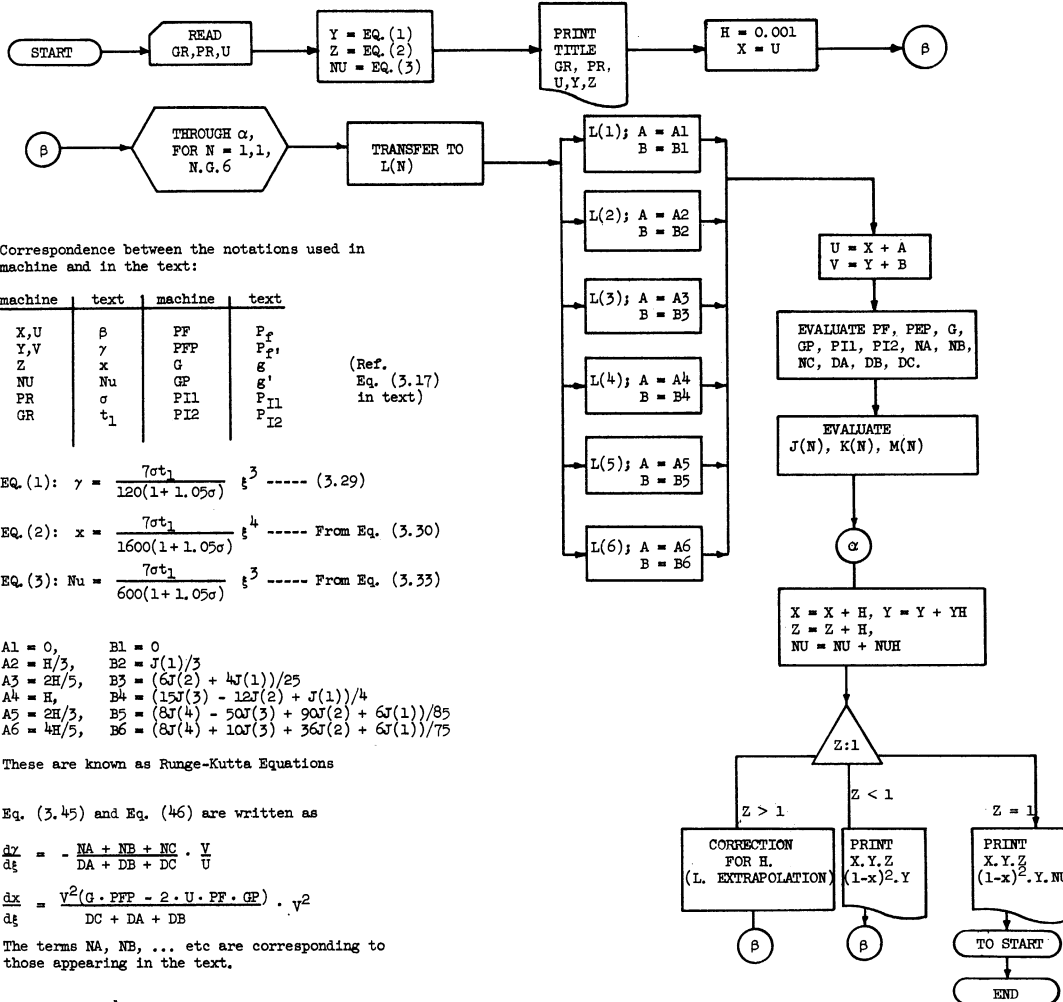 START
READ
GR,PR,U
Y = EQ.(1)
Z = EQ.(2)
NU = EQ.(3)
PRINT
TITLE
GR, PR,
U,Y,Z
H = 0.001
X = U
β
β
THROUGH α,
FOR N = 1,1,
N.G.6
TRANSFER TO
L(N)
L(1); A = A1
B = B1
L(2); A = A2
B = B2
L(3); A = A3
B = B3
L(4); A = A4
B = B4
L(5); A = A5
B = B5
L(6); A = A6
B = B6
U = X + A
V = Y + B
EVALUATE PF, PEP, G,
GP, PI1, PI2, NA, NB,
NC, DA, DB, DC.
EVALUATE
J(N), K(N), M(N)
α
X = X + H, Y = Y + YH
Z = Z + H,
NU = NU + NUH
Z:1
Z > 1
Z < 1
Z = 1
CORRECTION
FOR H.
(L. EXTRAPOLATION)
β
PRINT
X.Y.Z
(1-x)².Y
β
PRINT
X.Y.Z
(1-x)².Y.NU
TO START
END
Correspondence between the notations used in
machine and in the text:
machine text machine text
X,U β PF P_f
Y,V γ PFP P_f'
Z x G g
NU Nu GP g'
PR σ PI1 P_I1
GR t_1 PI2 P_I2
(Ref.
Eq. (3.17)
in text)
EQ.(1): γ = 7σt_1 / 120(1+ 1.05σ) ξ³ ----- (3.29)
EQ.(2): x = 7σt_1 / 1600(1+ 1.05σ) ξ⁴ ----- From Eq. (3.30)
EQ.(3): Nu = 7σt_1 / 600(1+ 1.05σ) ξ³ ----- From Eq. (3.33)
A1 = 0, B1 = 0
A2 = H/3, B2 = J(1)/3
A3 = 2H/5, B3 = (6J(2) + 4J(1))/25
A4 = H, B4 = (15J(3) - 12J(2) + J(1))/4
A5 = 2H/3, B5 = (8J(4) - 50J(3) + 90J(2) + 6J(1))/85
A6 = 4H/5, B6 = (8J(4) + 10J(3) + 36J(2) + 6J(1))/75
These are known as Runge-Kutta Equations
Eq. (3.45) and Eq. (46) are written as
dγ/dξ = - NA + NB + NC / DA + DB + DC · V/U
dx/dξ = V²(G · PFP - 2 · U · PF · GP) / DC + DA + DB · V²
The terms NA, NB, ... etc are corresponding to
those appearing in the text.